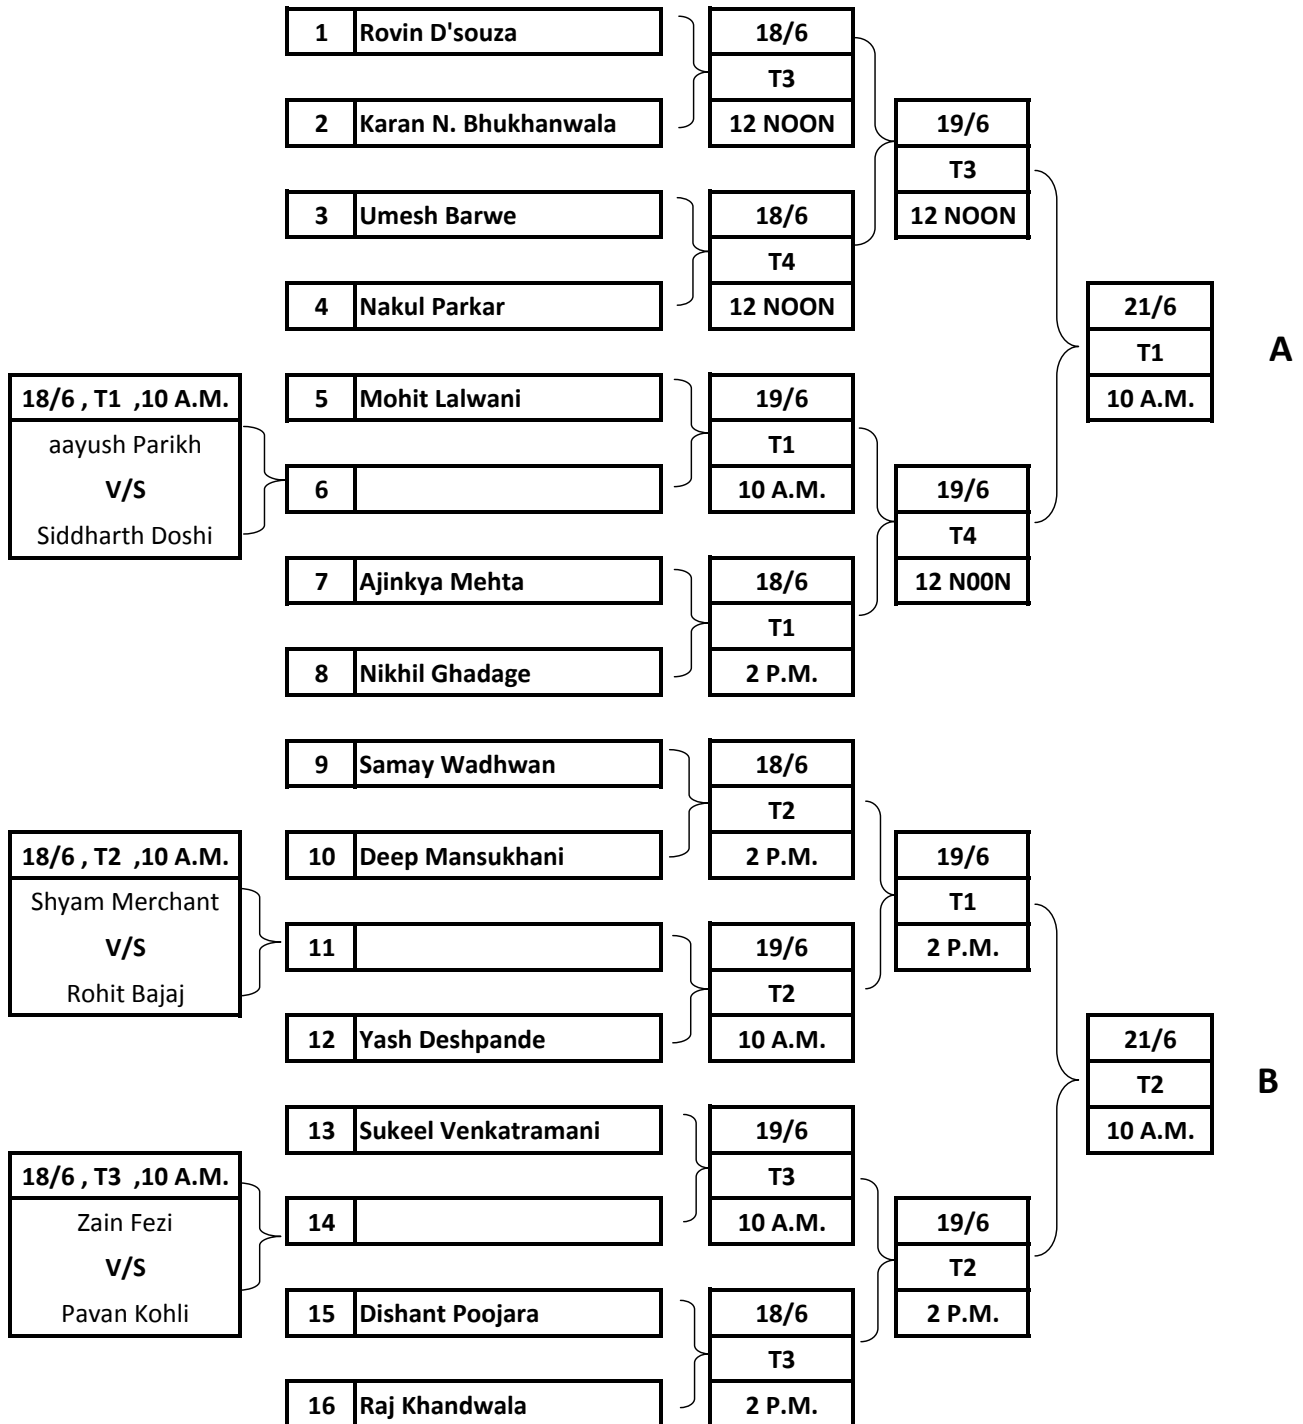 1 Rovin D'souza 18/6
T3
2 Karan N. Bhukhanwala 12 NOON 19/6
T3
3 Umesh Barwe 18/6 12 NOON
T4
4 Nakul Parkar 12 NOON 21/6
T1 A
18/6 , T1 ,10 A.M. 5 Mohit Lalwani 19/6 10 A.M.
aayush Parikh T1
V/S 6 10 A.M. 19/6
Siddharth Doshi T4
7 Ajinkya Mehta 18/6 12 N00N
T1
8 Nikhil Ghadage 2 P.M.
9 Samay Wadhwan 18/6
T2
18/6 , T2 ,10 A.M. 10 Deep Mansukhani 2 P.M. 19/6
Shyam Merchant T1
V/S 11 19/6 2 P.M.
Rohit Bajaj T2
12 Yash Deshpande 10 A.M. 21/6
T2 B
13 Sukeel Venkatramani 19/6 10 A.M.
18/6 , T3 ,10 A.M. T3
Zain Fezi 14 10 A.M. 19/6
V/S T2
Pavan Kohli 15 Dishant Poojara 18/6 2 P.M.
T3
16 Raj Khandwala 2 P.M.